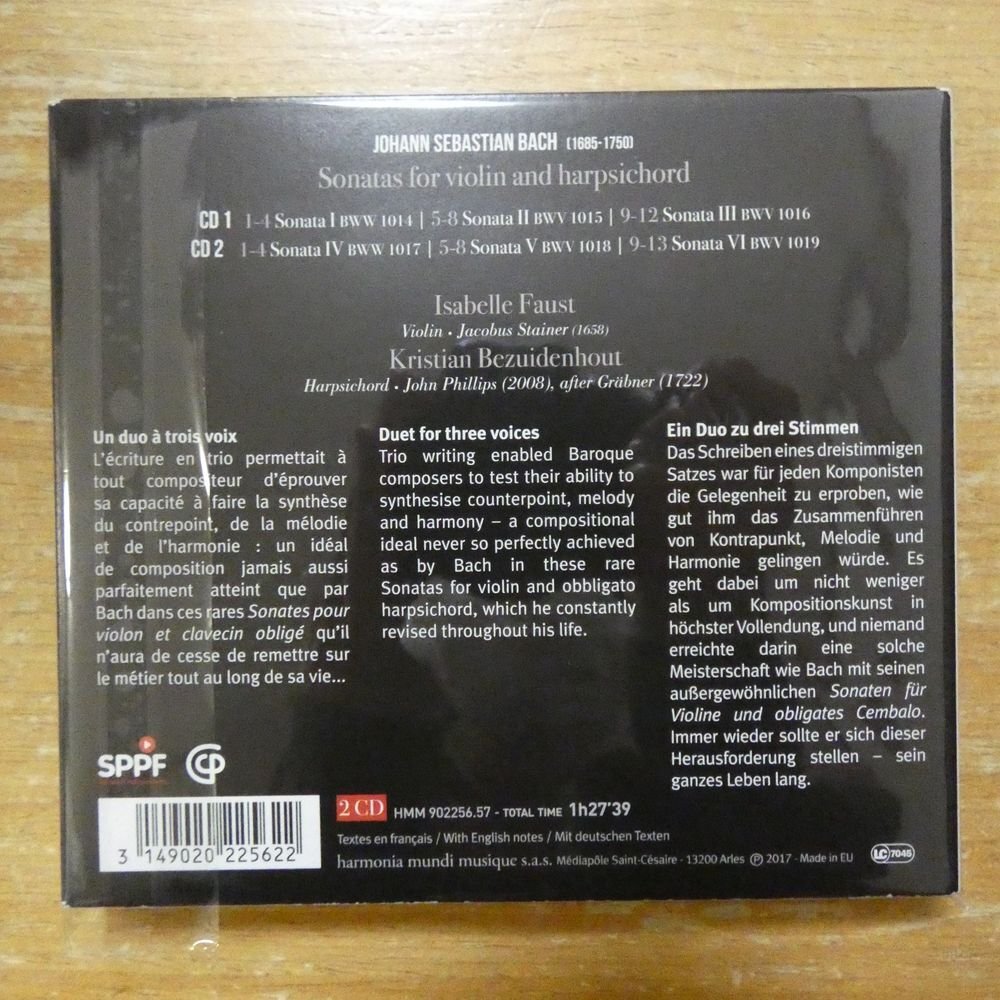 JOHANN SEBASTIAN BACH (1685-1750)
Sonatas for violin and harpsichord
CD 1 1-4 Sonata I BWW 1014 | 5-8 Sonata II BWV 1015 | 9-12 Sonata III BWV 1016
CD 2 1-4 Sonata IV BWW 1017 | 5-8 Sonata V BWV 1018 | 9-13 Sonata VI BWV 1019
Isabelle Faust
Violin · Jacobus Stainer (1658)
Kristian Bezuidenhout
Harpsichord · John Phillips (2008), after Gräbner (1722)
Un duo à trois voix
L'écriture en trio permettait à
tout compositeur d'éprouver
sa capacité à faire la synthèse
du contrepoint, de la mélodie
et de l'harmonie : un idéal
de composition jamais aussi
parfaitement atteint que par
Bach dans ces rares Sonates pour
violon et clavecin obligé qu'il
n'aura de cesse de remettre sur
le métier tout au long de sa vie...
Duet for three voices
Trio writing enabled Baroque
composers to test their ability to
synthesise counterpoint, melody
and harmony – a compositional
ideal never so perfectly achieved
as by Bach in these rare
Sonatas for violin and obbligato
harpsichord, which he constantly
revised throughout his life.
Ein Duo zu drei Stimmen
Das Schreiben eines dreistimmigen
Satzes war für jeden Komponisten
die Gelegenheit zu erproben, wie
gut ihm das Zusammenführen
von Kontrapunkt, Melodie und
Harmonie gelingen würde. Es
geht dabei um nicht weniger
als um Kompositionskunst in
höchster Vollendung, und niemand
erreichte darin eine solche
Meisterschaft wie Bach mit seinen
außergewöhnlichen Sonaten für
Violine und obligates Cembalo.
Immer wieder sollte er sich dieser
Herausforderung stellen – sein
ganzes Leben lang.
SPPF
3 149020 225622
2 CD HMM 902256.57 - TOTAL TIME 1h27'39
Textes en français / With English notes / Mit deutschen Texten
harmonia mundi musique s.a.s. Médiapôle Saint-Césaire · 13200 Arles ℗ 2017 · Made in EU
LC 7045